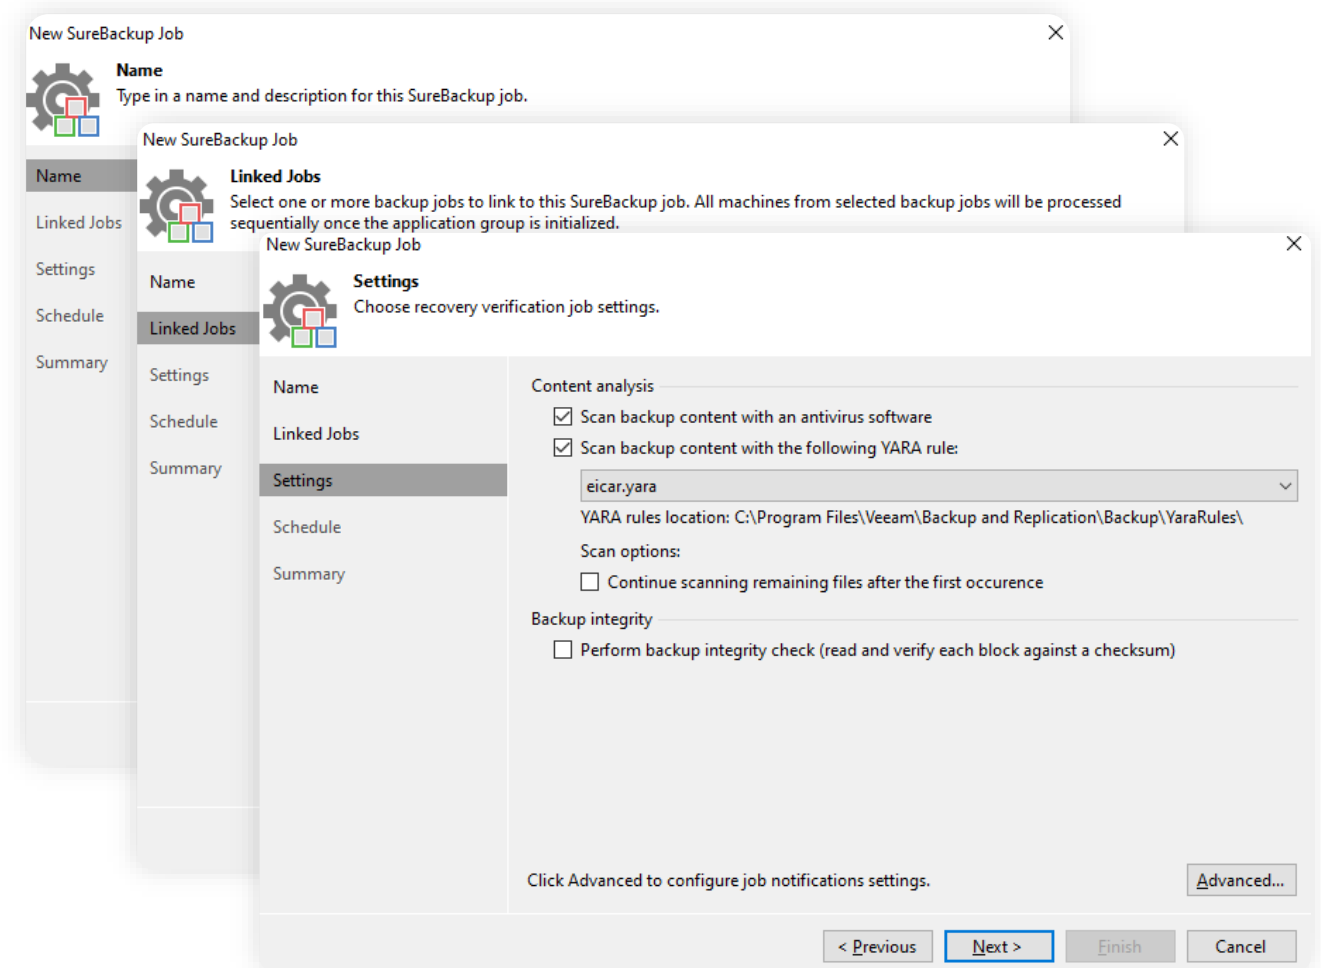 New SureBackup Job
Name
Type in a name and description for this SureBackup job.
Name
Linked Jobs
Settings
Schedule
Summary
New SureBackup Job
Linked Jobs
Select one or more backup jobs to link to this SureBackup job. All machines from selected backup jobs will be processed
sequentially once the application group is initialized.
Name
Linked Jobs
Settings
Schedule
Summary
New SureBackup Job
Settings
Choose recovery verification job settings.
Name
Linked Jobs
Settings
Schedule
Summary
Content analysis
Scan backup content with an antivirus software
Scan backup content with the following YARA rule:
eicar.yara
YARA rules location: C:\Program Files\Veeam\Backup and Replication\Backup\YaraRules\
Scan options:
Continue scanning remaining files after the first occurence
Backup integrity
Perform backup integrity check (read and verify each block against a checksum)
Click Advanced to configure job notifications settings.
Advanced...
< Previous
Next >
Finish
Cancel